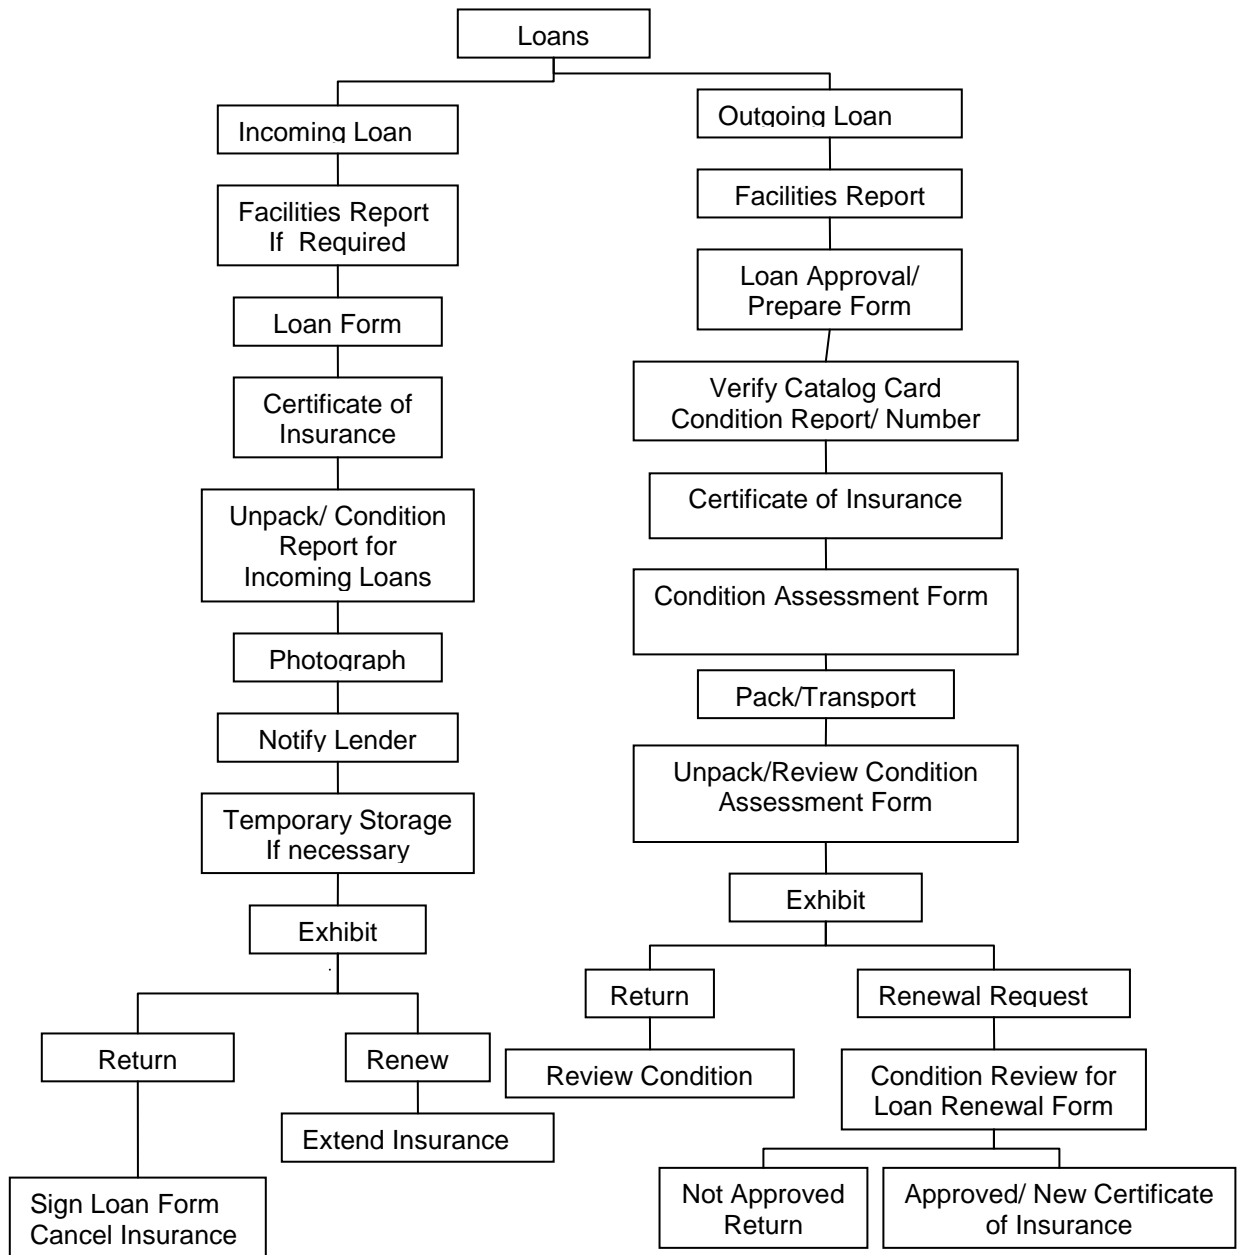 Loans
Incoming Loan
Facilities Report
If Required
Loan Form
Certificate of
Insurance
Unpack/ Condition
Report for
Incoming Loans
Photograph
Notify Lender
Temporary Storage
If necessary
Exhibit
.
Return
Sign Loan Form
Cancel Insurance
Renew
Extend Insurance
Outgoing Loan
Facilities Report
Loan Approval/
Prepare Form
Verify Catalog Card
Condition Report/ Number
Certificate of Insurance
Condition Assessment Form
Pack/Transport
Unpack/Review Condition
Assessment Form
Exhibit
Return
Review Condition
Renewal Request
Condition Review for
Loan Renewal Form
Not Approved
Return
Approved/ New Certificate
of Insurance